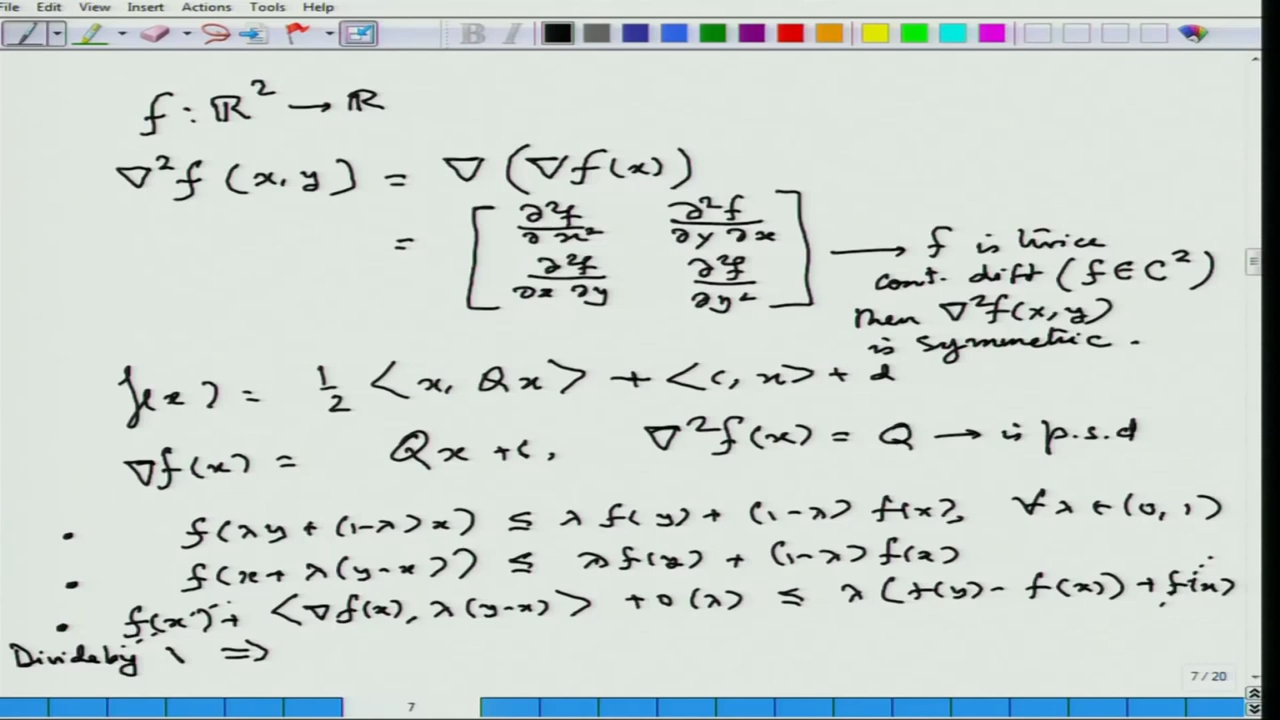 File Edit View Insert Actions Tools Help
f : ℝ² → ℝ
∇²f (x, y) = ∇ (∇f(x))
= [ ∂²f/∂x² ∂²f/∂y ∂x
∂²f/∂x ∂y ∂²f/∂y² ] → f is twice
cont. dift (f ∈ C²)
Then ∇²f(x, y)
is symmetric.
f(x) = 1/2 <x, Qx> + <c, x> + d
∇f(x) = Qx + c, ∇²f(x) = Q → is p.s.d
• f(λy + (1-λ)x) ≤ λ f(y) + (1-λ) f(x), ∀ λ ∈ (0, 1)
• f(x + λ(y-x)) ≤ λ f(y) + (1-λ) f(x)
• f(x) + <∇f(x), λ(y-x)> + o(λ) ≤ λ (f(y) - f(x)) + f(x)
Divide by λ ⇒
7 / 20
7